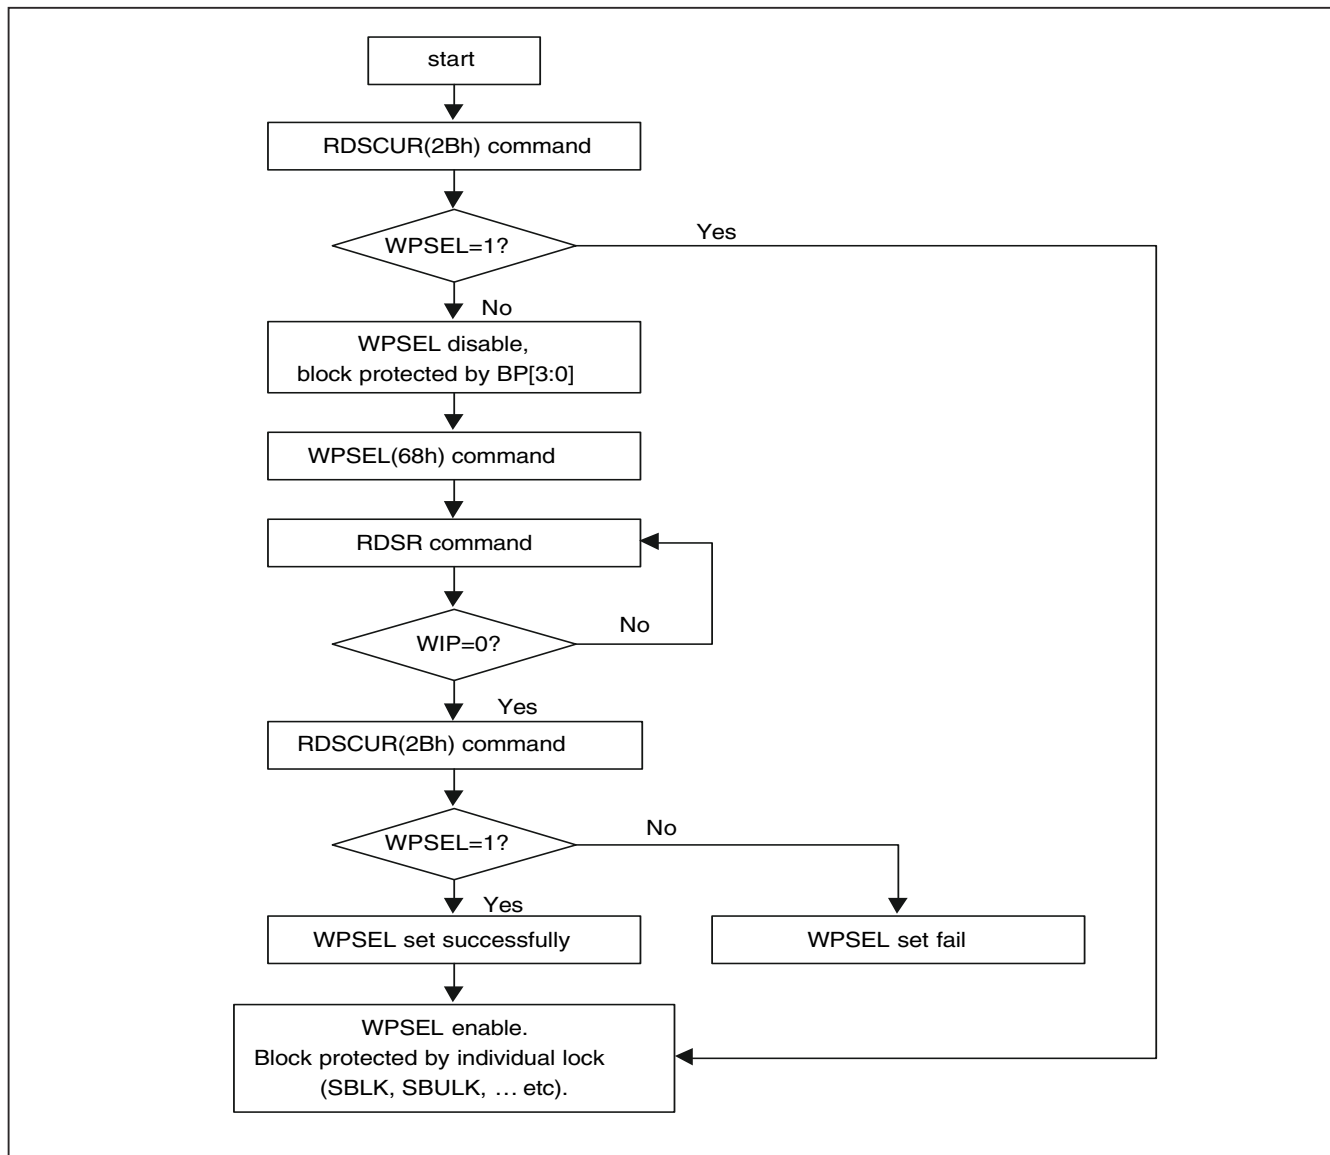 start
RDSCUR(2Bh) command
WPSEL=1?
Yes
No
WPSEL disable,
block protected by BP[3:0]
WPSEL(68h) command
RDSR command
WIP=0?
No
Yes
RDSCUR(2Bh) command
WPSEL=1?
No
Yes
WPSEL set successfully
WPSEL set fail
WPSEL enable.
Block protected by individual lock
(SBLK, SBULK, … etc).